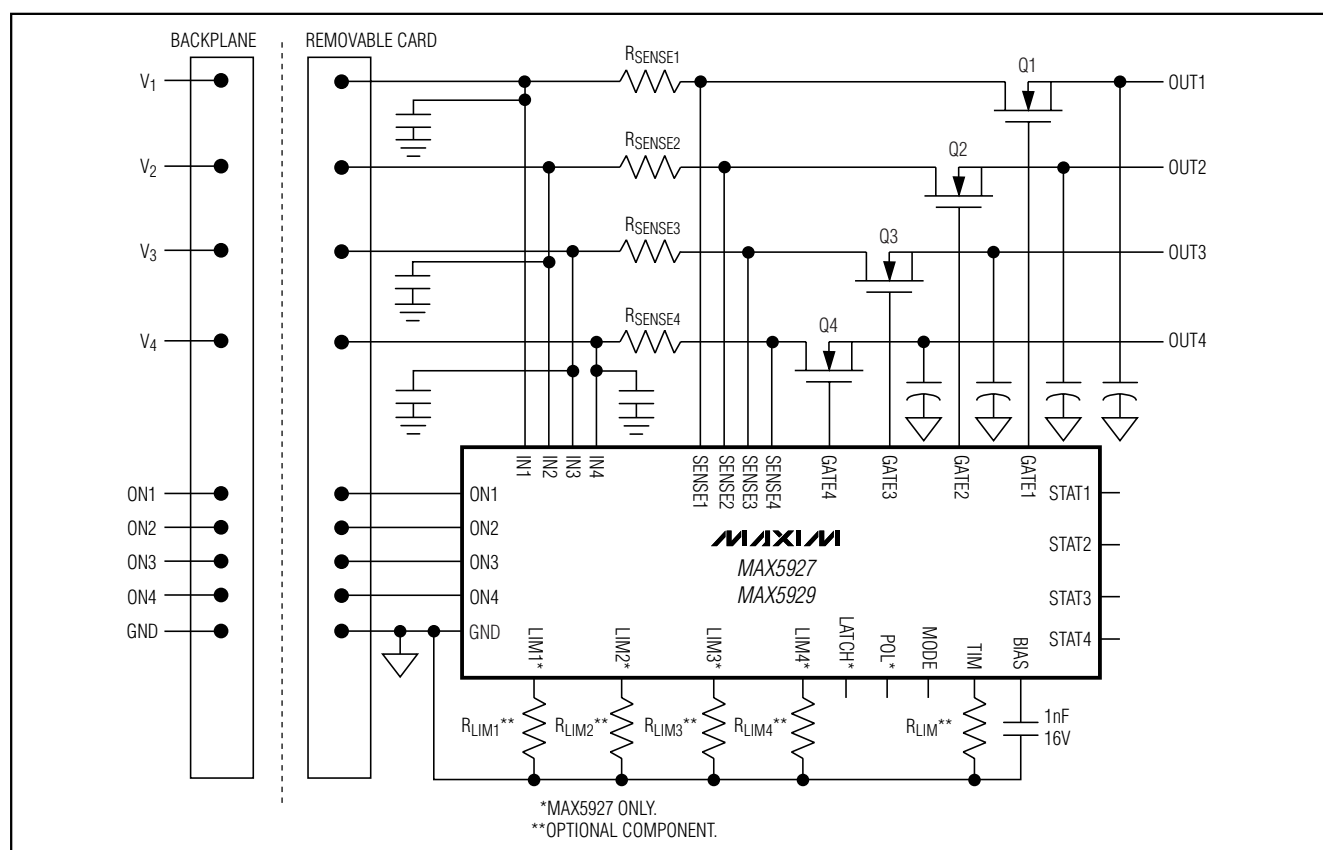 BACKPLANE
REMOVABLE CARD
RSENSE1
Q1
V1
OUT1
RSENSE2
Q2
V2
OUT2
RSENSE3
Q3
V3
OUT3
RSENSE4
Q4
V4
OUT4
IN1
IN2
IN3
IN4
SENSE1
SENSE2
SENSE3
SENSE4
GATE4
GATE3
GATE2
GATE1
ON1
ON1
STAT1
ON2
ON2
STAT2
MAXIM
MAX5927
MAX5929
ON3
ON3
STAT3
ON4
ON4
GND
GND
STAT4
LIM1*
LIM2*
LIM3*
LIM4*
LATCH*
POL*
MODE
TIM
BIAS
RLIM1**
RLIM2**
RLIM3**
RLIM4**
RLIM**
1nF
16V
*MAX5927 ONLY.
**OPTIONAL COMPONENT.